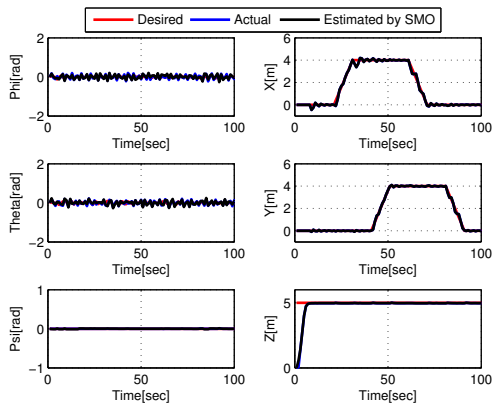 Desired Actual Estimated by SMO
2
0
−2
Phi[rad]
0 50 100
Time[sec]
6
4
2
0
X[m]
0 50 100
Time[sec]
2
0
−2
Theta[rad]
0 50 100
Time[sec]
6
4
2
0
Y[m]
0 50 100
Time[sec]
1
0
−1
Psi[rad]
0 50 100
Time[sec]
5
0
Z[m]
0 50 100
Time[sec]